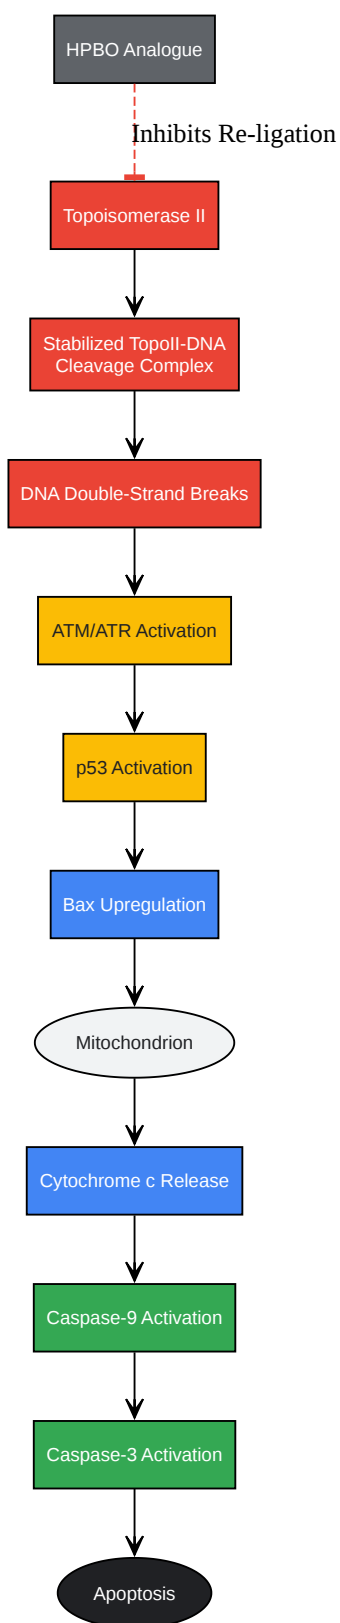 HPBO Analogue
Inhibits Re-ligation
Topoisomerase II
Stabilized TopoII-DNA
Cleavage Complex
DNA Double-Strand Breaks
ATM/ATR Activation
p53 Activation
Bax Upregulation
Mitochondrion
Cytochrome c Release
Caspase-9 Activation
Caspase-3 Activation
Apoptosis